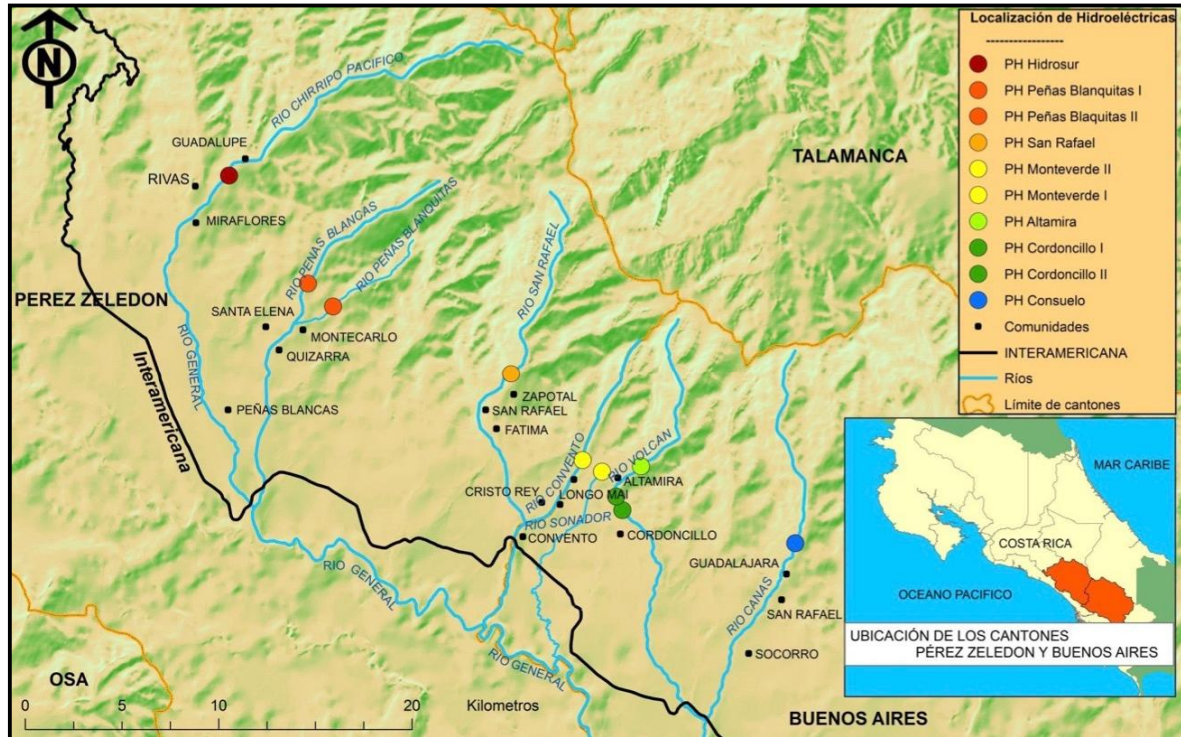 N
RIO CHIRRIPO PACIFICO
GUADALUPE
RIVAS
MIRAFLORES
TALAMANCA
RIO PEÑAS BLANCAS
RIO PEÑAS BLANQUITAS
RIO SAN RAFAEL
PEREZ ZELEDON
SANTA ELENA
MONTECARLO
QUIZARRA
RIO GENERAL
Interamericana
PEÑAS BLANCAS
ZAPOTAL
SAN RAFAEL
FATIMA
RIO CONVENTO
RIO VOLCAN
ALTAMIRA
CRISTO REY
LONGO MAI
RIO SONADOR
CONVENTO
CORDONCILLO
GUADALAJARA
SAN RAFAEL
RIO CANAS
SOCORRO
RIO GENERAL
RIO GENERAL
OSA
BUENOS AIRES
0 5 10 20 Kilometros
Localización de Hidroeléctricas
-----------------
PH Hidrosur
PH Peñas Blanquitas I
PH Peñas Blaquitas II
PH San Rafael
PH Monteverde II
PH Monteverde I
PH Altamira
PH Cordoncillo I
PH Cordoncillo II
PH Consuelo
Comunidades
INTERAMERICANA
Ríos
Límite de cantones
MAR CARIBE
COSTA RICA
OCEANO PACIFICO
UBICACIÓN DE LOS CANTONES
PÉREZ ZELEDON Y BUENOS AIRES